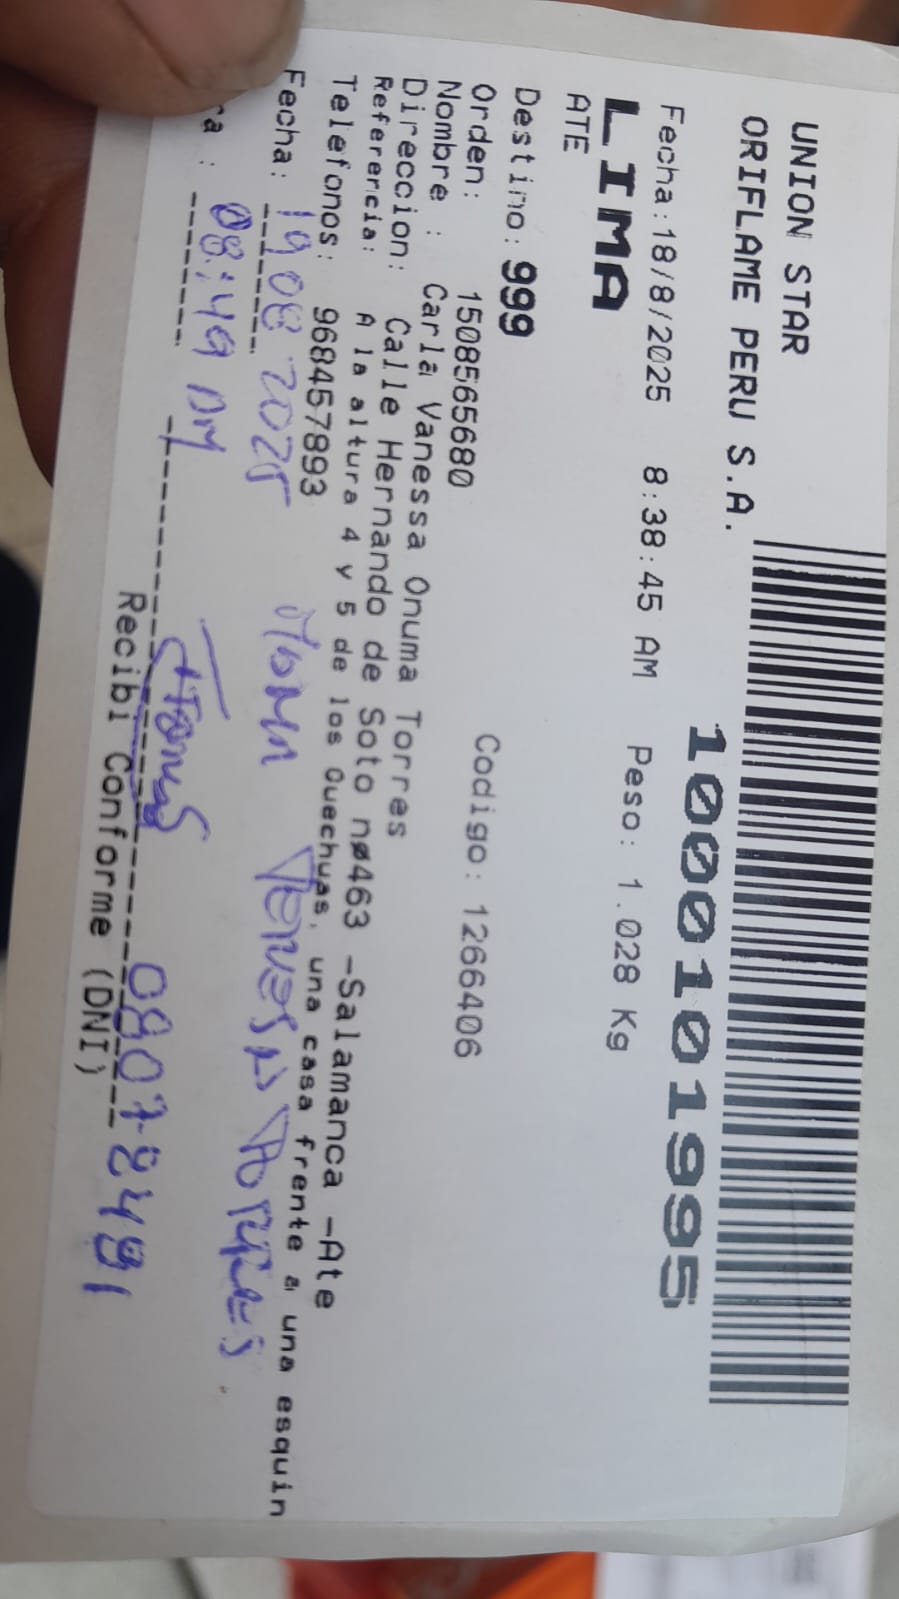 UNION STAR
ORIFLAME PERU S.A.
1000101995
Fecha:18/8/2025 8:38:45 AM Peso: 1.028 Kg
LIMA
ATE
Destino: 999
Orden: 1508565680 Codigo: 1266406
Nombre : Carla Vanessa Onuma Torres
Direccion: Calle Hernando de Soto nø463 -Salamanca -Ate
Referencia: A la altura 4 y 5 de los Quechuas, una casa frente a una esquin
Telefonos: 968457893
Fecha: 19 08 2025
ra : 08:49 AM
Recibi Conforme (DNI)